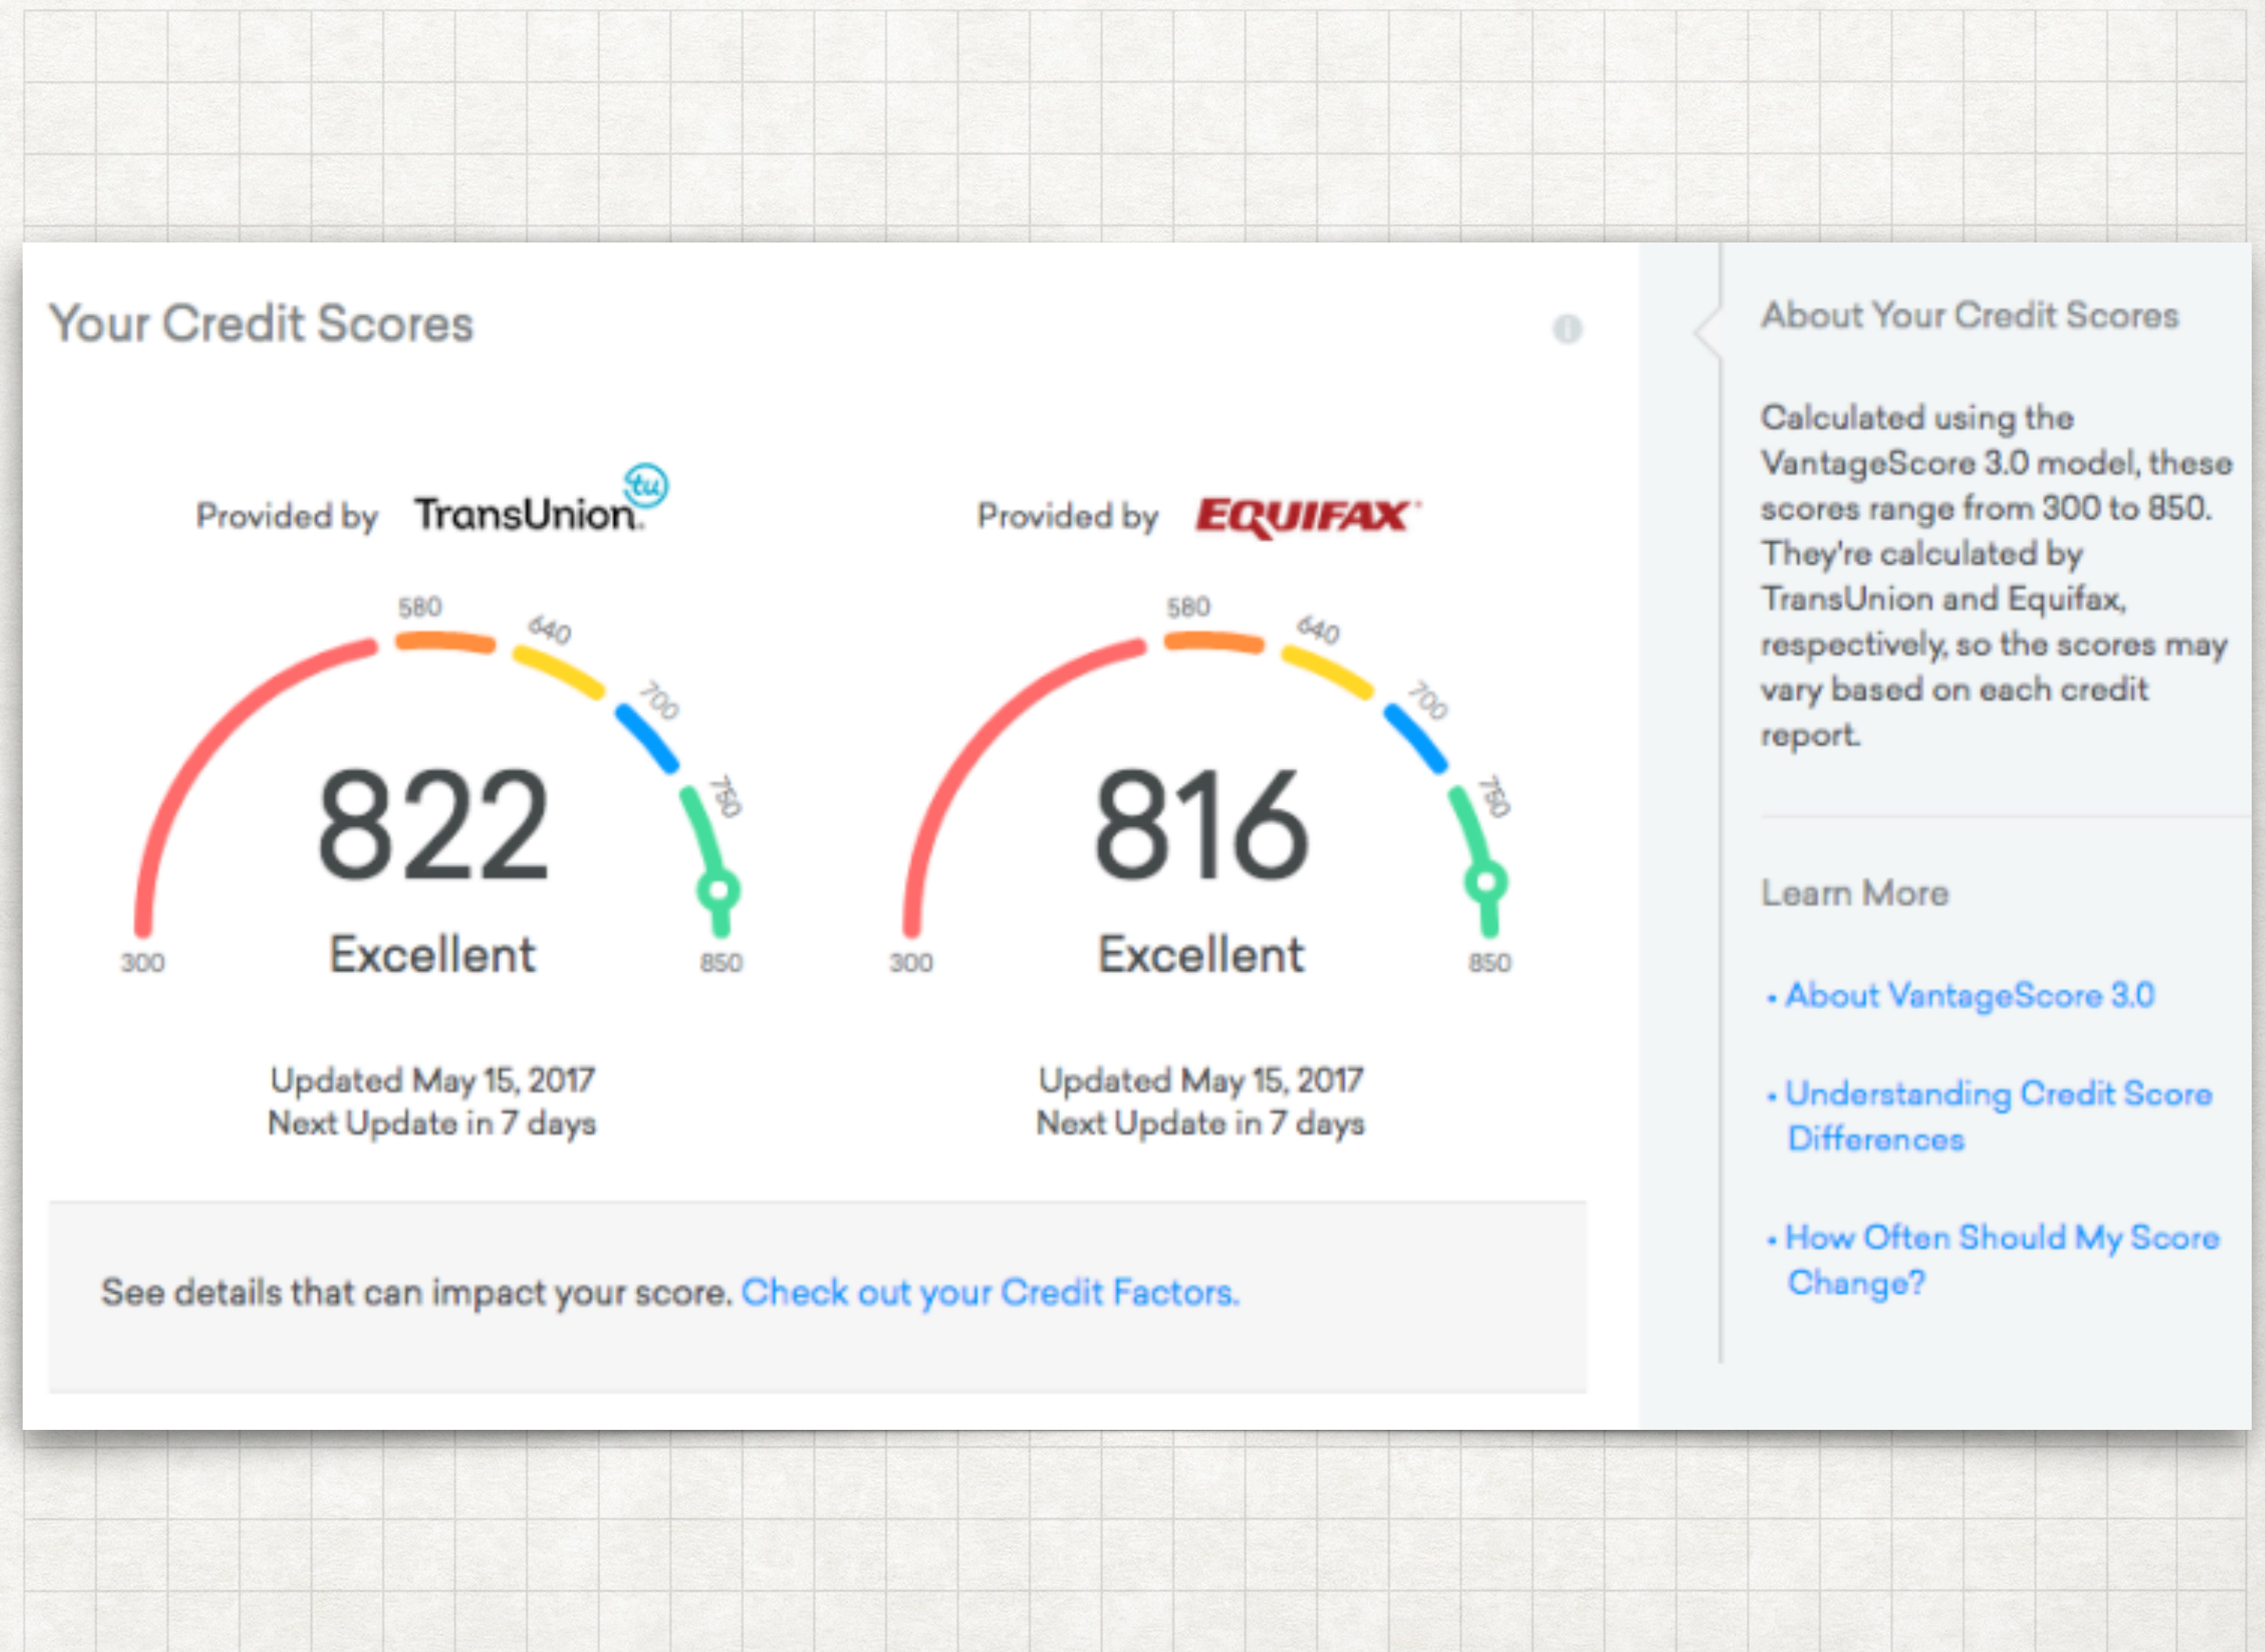 Your Credit Scores
Provided by TransUnion.
tu
580
640
700
750
822
Excellent
300
850
Updated May 15, 2017
Next Update in 7 days
Provided by EQUIFAX
580
640
700
750
816
Excellent
300
850
Updated May 15, 2017
Next Update in 7 days
See details that can impact your score. Check out your Credit Factors.
About Your Credit Scores
Calculated using the
VantageScore 3.0 model, these
scores range from 300 to 850.
They're calculated by
TransUnion and Equifax,
respectively, so the scores may
vary based on each credit
report.
Learn More
• About VantageScore 3.0
• Understanding Credit Score
Differences
• How Often Should My Score
Change?